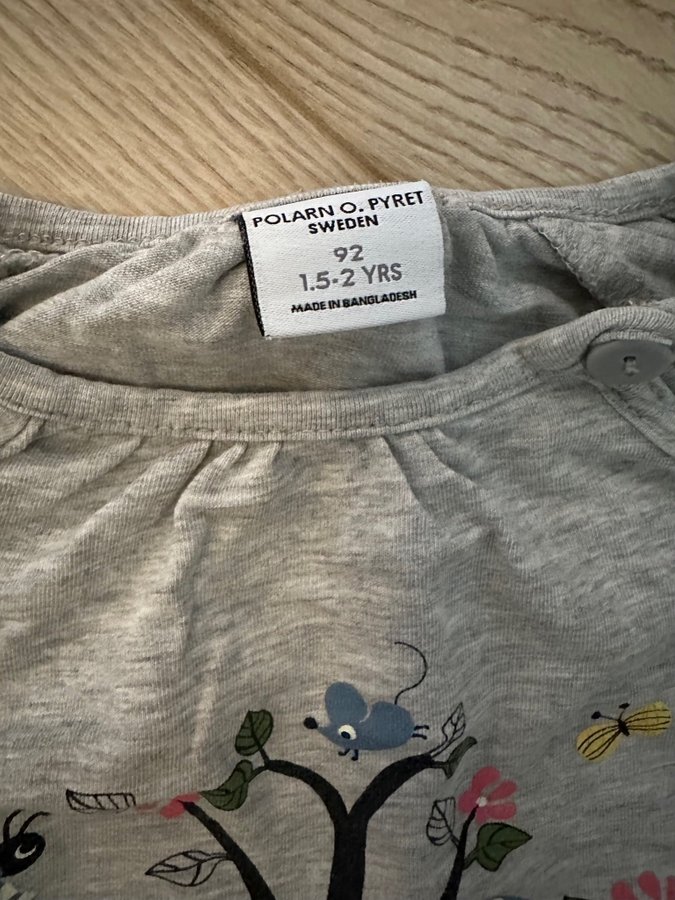 POLARN O. PYRET
SWEDEN
92
1.5-2 YRS
MADE IN BANGLADESH